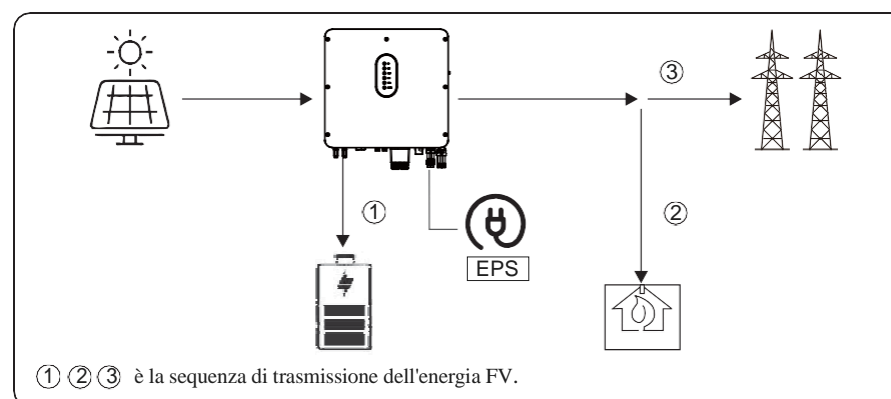 ③
①
②
EPS
① ② ③ è la sequenza di trasmissione dell'energia FV.